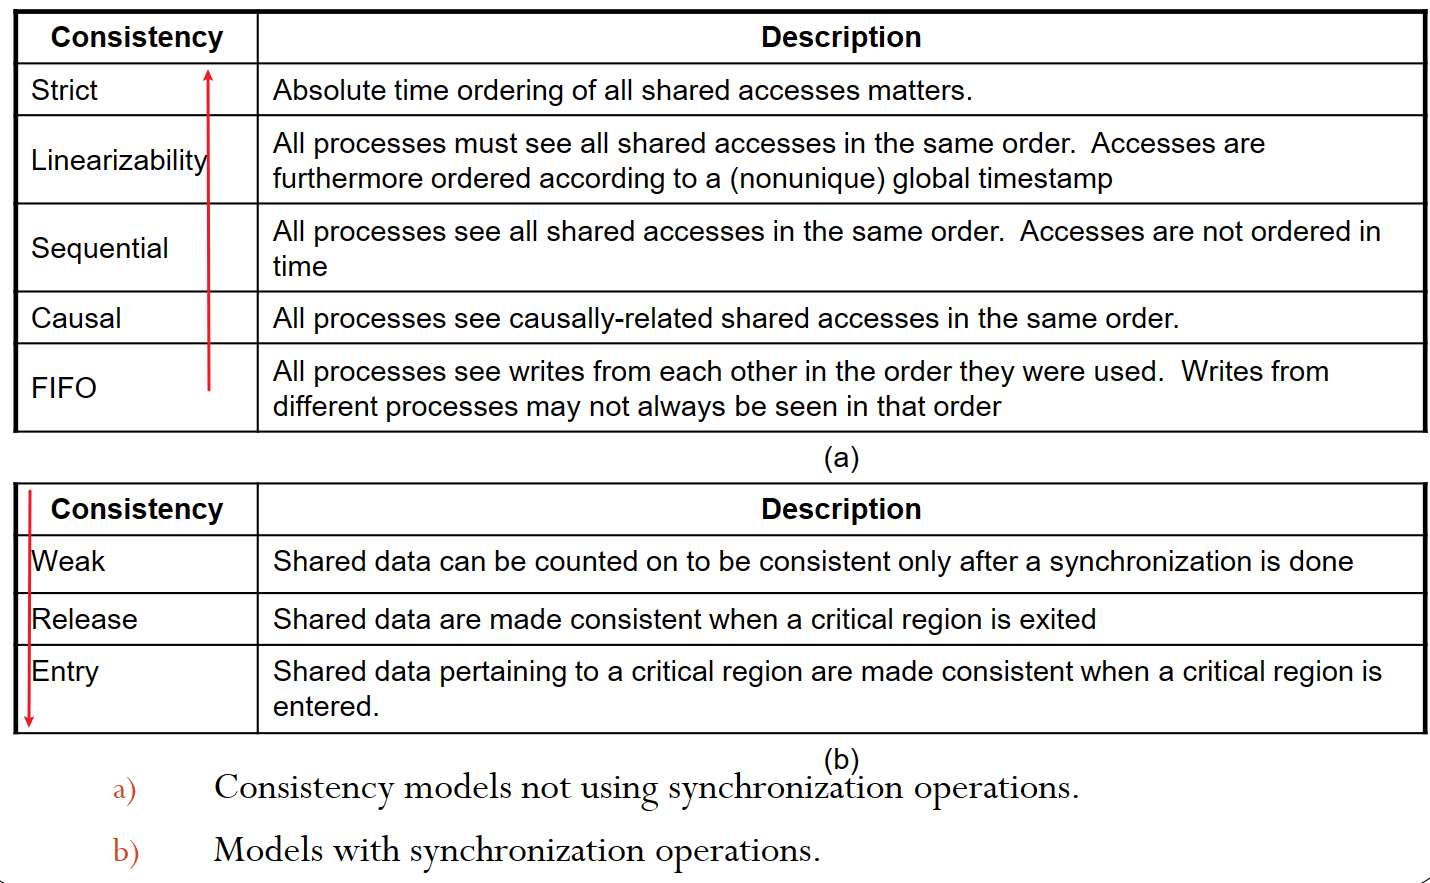 Consistency Description
Strict Absolute time ordering of all shared accesses matters.
Linearizability All processes must see all shared accesses in the same order.  Accesses are
furthermore ordered according to a (nonunique) global timestamp
Sequential All processes see all shared accesses in the same order.  Accesses are not ordered in
time
Causal All processes see causally-related shared accesses in the same order.
FIFO All processes see writes from each other in the order they were used.  Writes from
different processes may not always be seen in that order
(a)
Consistency Description
Weak Shared data can be counted on to be consistent only after a synchronization is done
Release Shared data are made consistent when a critical region is exited
Entry Shared data pertaining to a critical region are made consistent when a critical region is
entered.
(b)
a) Consistency models not using synchronization operations.
b) Models with synchronization operations.